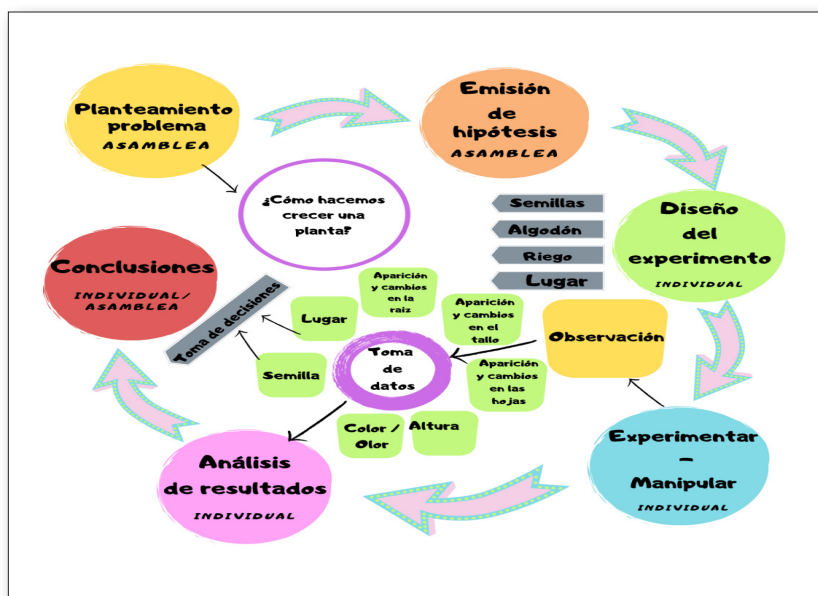 Planteamiento
problema
ASAMBLEA
Emisión
de
hipótesis
ASAMBLEA
¿Cómo hacemos
crecer una
planta?
Semillas
Algodón
Riego
Lugar
Diseño
del
experimento
INDIVIDUAL
Conclusiones
INDIVIDUAL/
ASAMBLEA
Toma de decisiones
Lugar
Semilla
Aparición
y cambios
en la
raiz
Aparición
y cambios
en el
tallo
Observación
Toma
de
datos
Aparición
y cambios
en las
hojas
Color /
Olor
Altura
Análisis
de resultados
INDIVIDUAL
Experimentar
–
Manipular
INDIVIDUAL